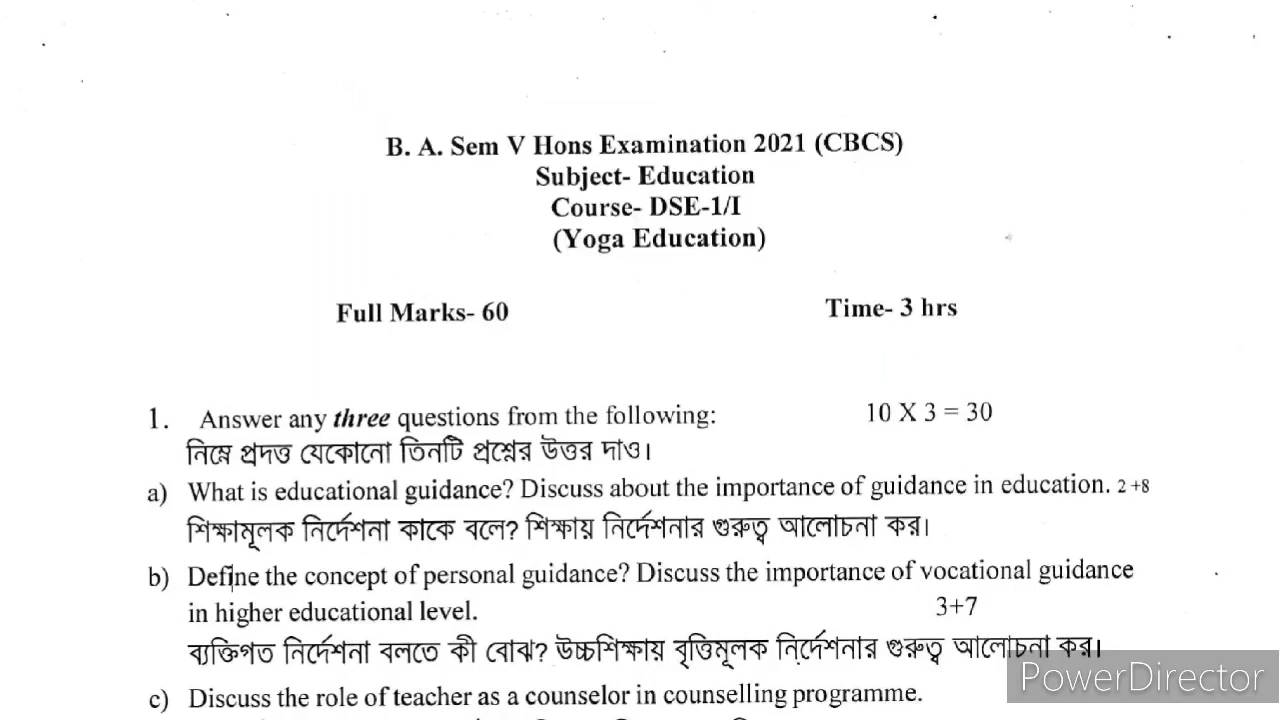 B. A. Sem V Hons Examination 2021 (CBCS)
Subject- Education
Course- DSE-1/I
(Yoga Education)
Full Marks- 60 Time- 3 hrs
1. Answer any three questions from the following: 10 X 3 = 30
নিম্নে প্রদত্ত যেকোনো তিনটি প্রশ্নের উত্তর দাও।
a) What is educational guidance? Discuss about the importance of guidance in education. 2 +8
শিক্ষামূলক নির্দেশনা কাকে বলে? শিক্ষায় নির্দেশনার গুরুত্ব আলোচনা কর।
b) Define the concept of personal guidance? Discuss the importance of vocational guidance
in higher educational level. 3+7
ব্যক্তিগত নির্দেশনা বলতে কী বোঝ? উচ্চশিক্ষায় বৃত্তিমূলক নির্দেশনার গুরুত্ব আলোচনা কর।
PowerDirector
c) Discuss the role of teacher as a counselor in counselling programme.